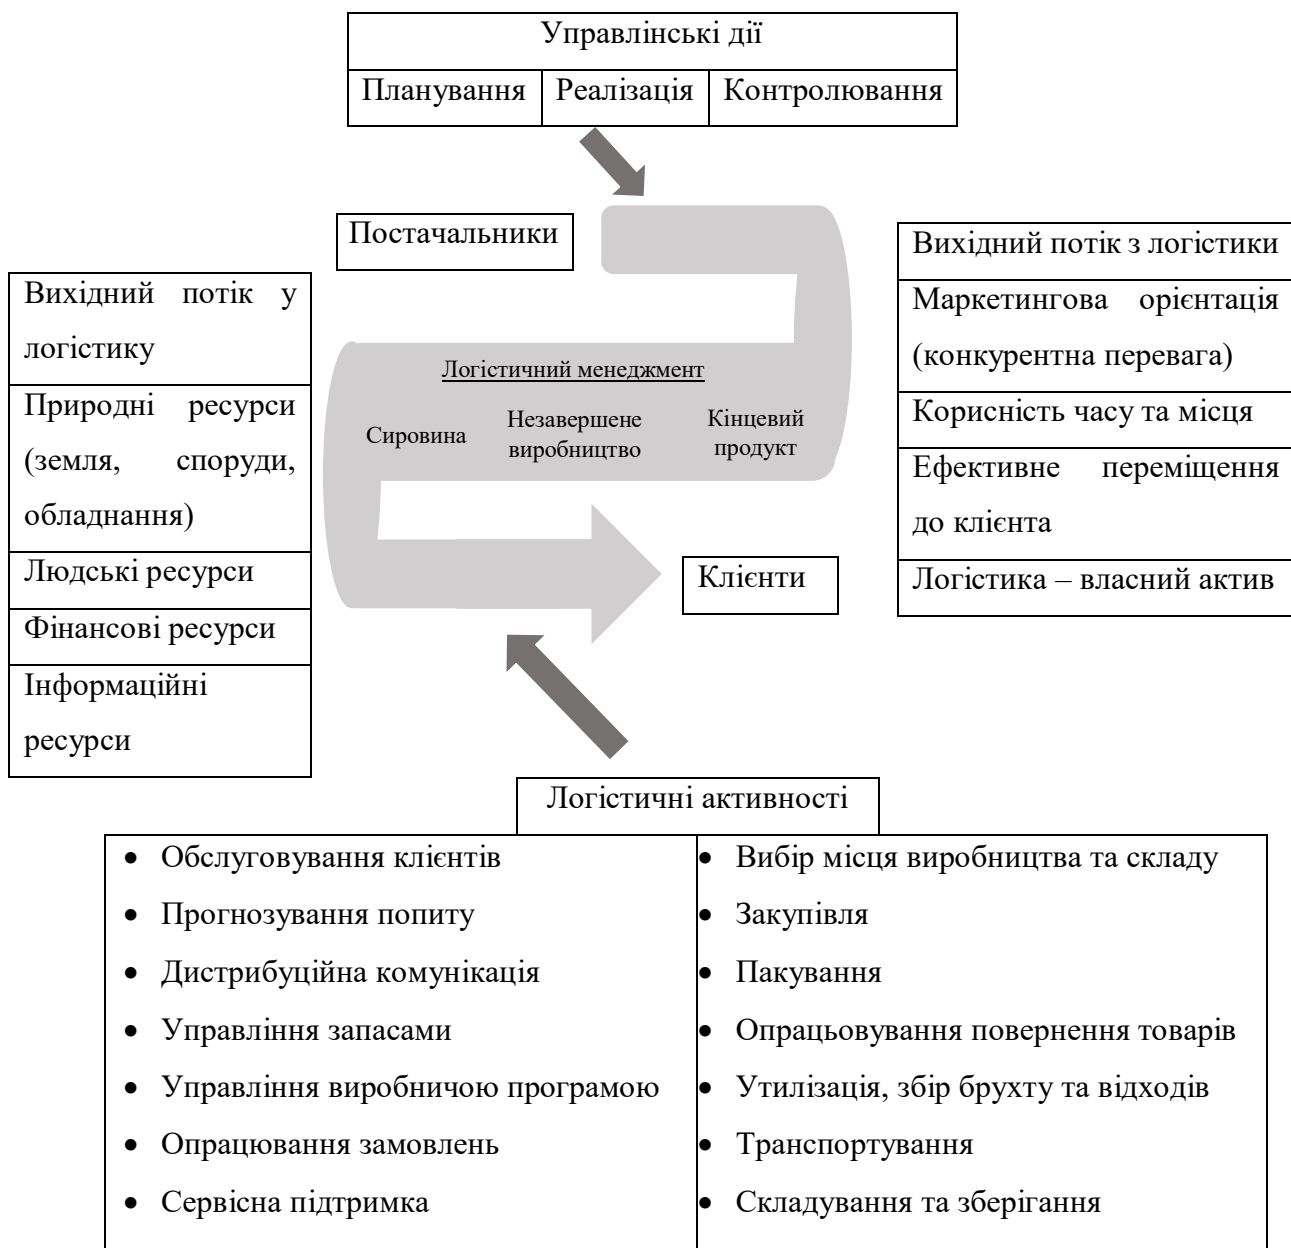 Управлінські дії
Планування Реалізація Контролювання
Постачальники
Вихідний потік у
логістику
Природні ресурси
(земля, споруди,
обладнання)
Людські ресурси
Фінансові ресурси
Інформаційні
ресурси
Логістичний менеджмент
Сировина
Незавершене
виробництво
Кінцевий
продукт
Клієнти
Вихідний потік з логістики
Маркетингова орієнтація
(конкурентна перевага)
Корисність часу та місця
Ефективне переміщення
до клієнта
Логістика – власний актив
Логістичні активності
• Обслуговування клієнтів
• Прогнозування попиту
• Дистрибуційна комунікація
• Управління запасами
• Управління виробничою програмою
• Опрацювання замовлень
• Сервісна підтримка
• Вибір місця виробництва та складу
• Закупівля
• Пакування
• Опрацьовування повернення товарів
• Утилізація, збір брухту та відходів
• Транспортування
• Складування та зберігання